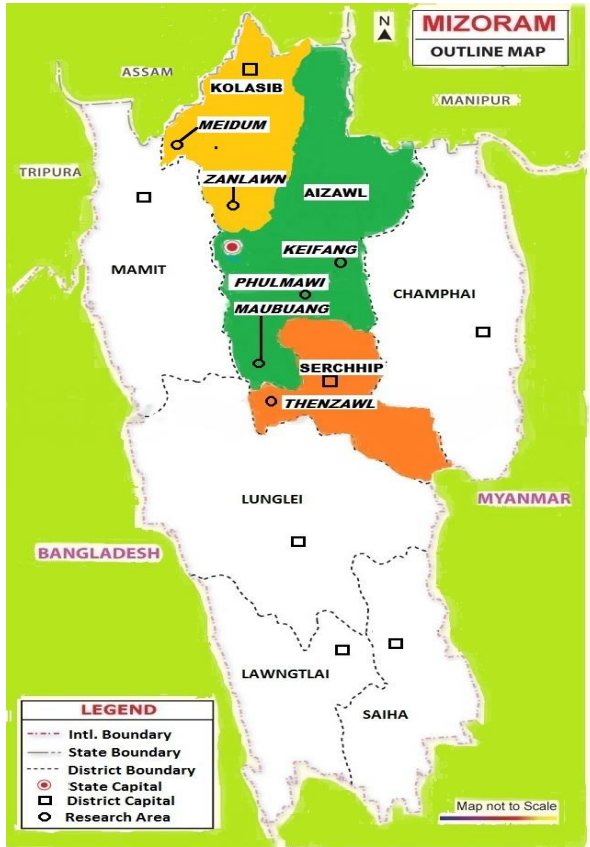 N
MIZORAM
OUTLINE MAP
ASSAM
KOLASIB
MANIPUR
MEIDUM
TRIPURA
ZANLAWN
AIZAWL
KEIFANG
MAMIT
PHULMAWI
CHAMPHAI
MAUBUANG
SERCHHIP
THENZAWL
LUNGLEI
MYANMAR
BANGLADESH
LAWNGTLAI
SAIHA
LEGEND
Intl. Boundary
State Boundary
District Boundary
State Capital
District Capital
Research Area
Map not to Scale